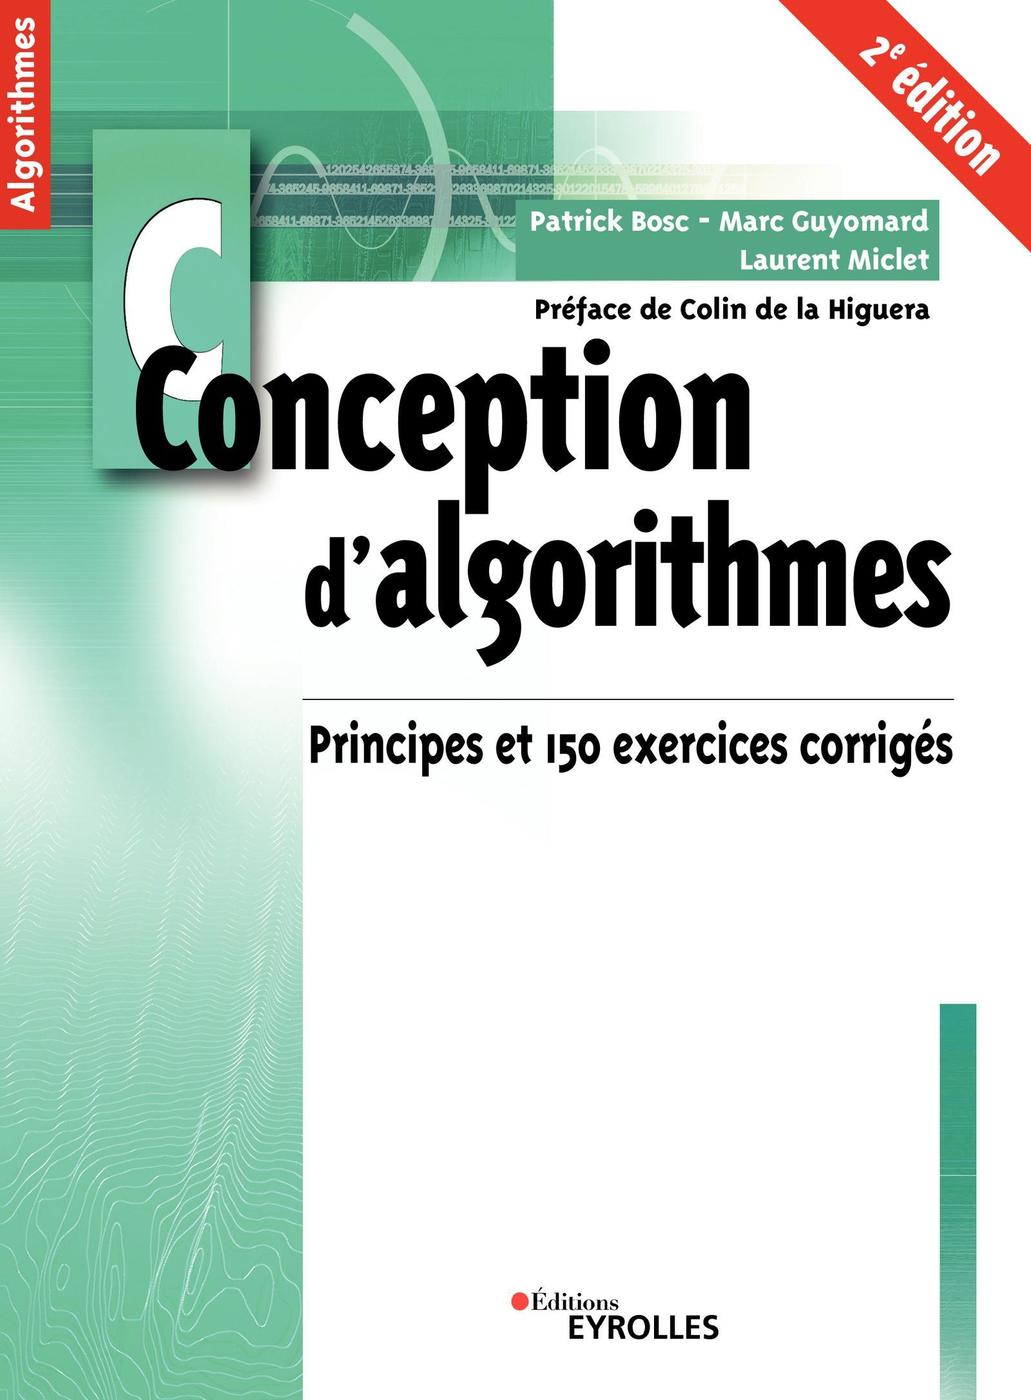 Algorithmes
2e édition
C
Patrick Bosc - Marc Guyomard
Laurent Miclet
Préface de Colin de la Higuera
Conception
d'algorithmes
Principes et 150 exercices corrigés
Éditions
EYROLLES